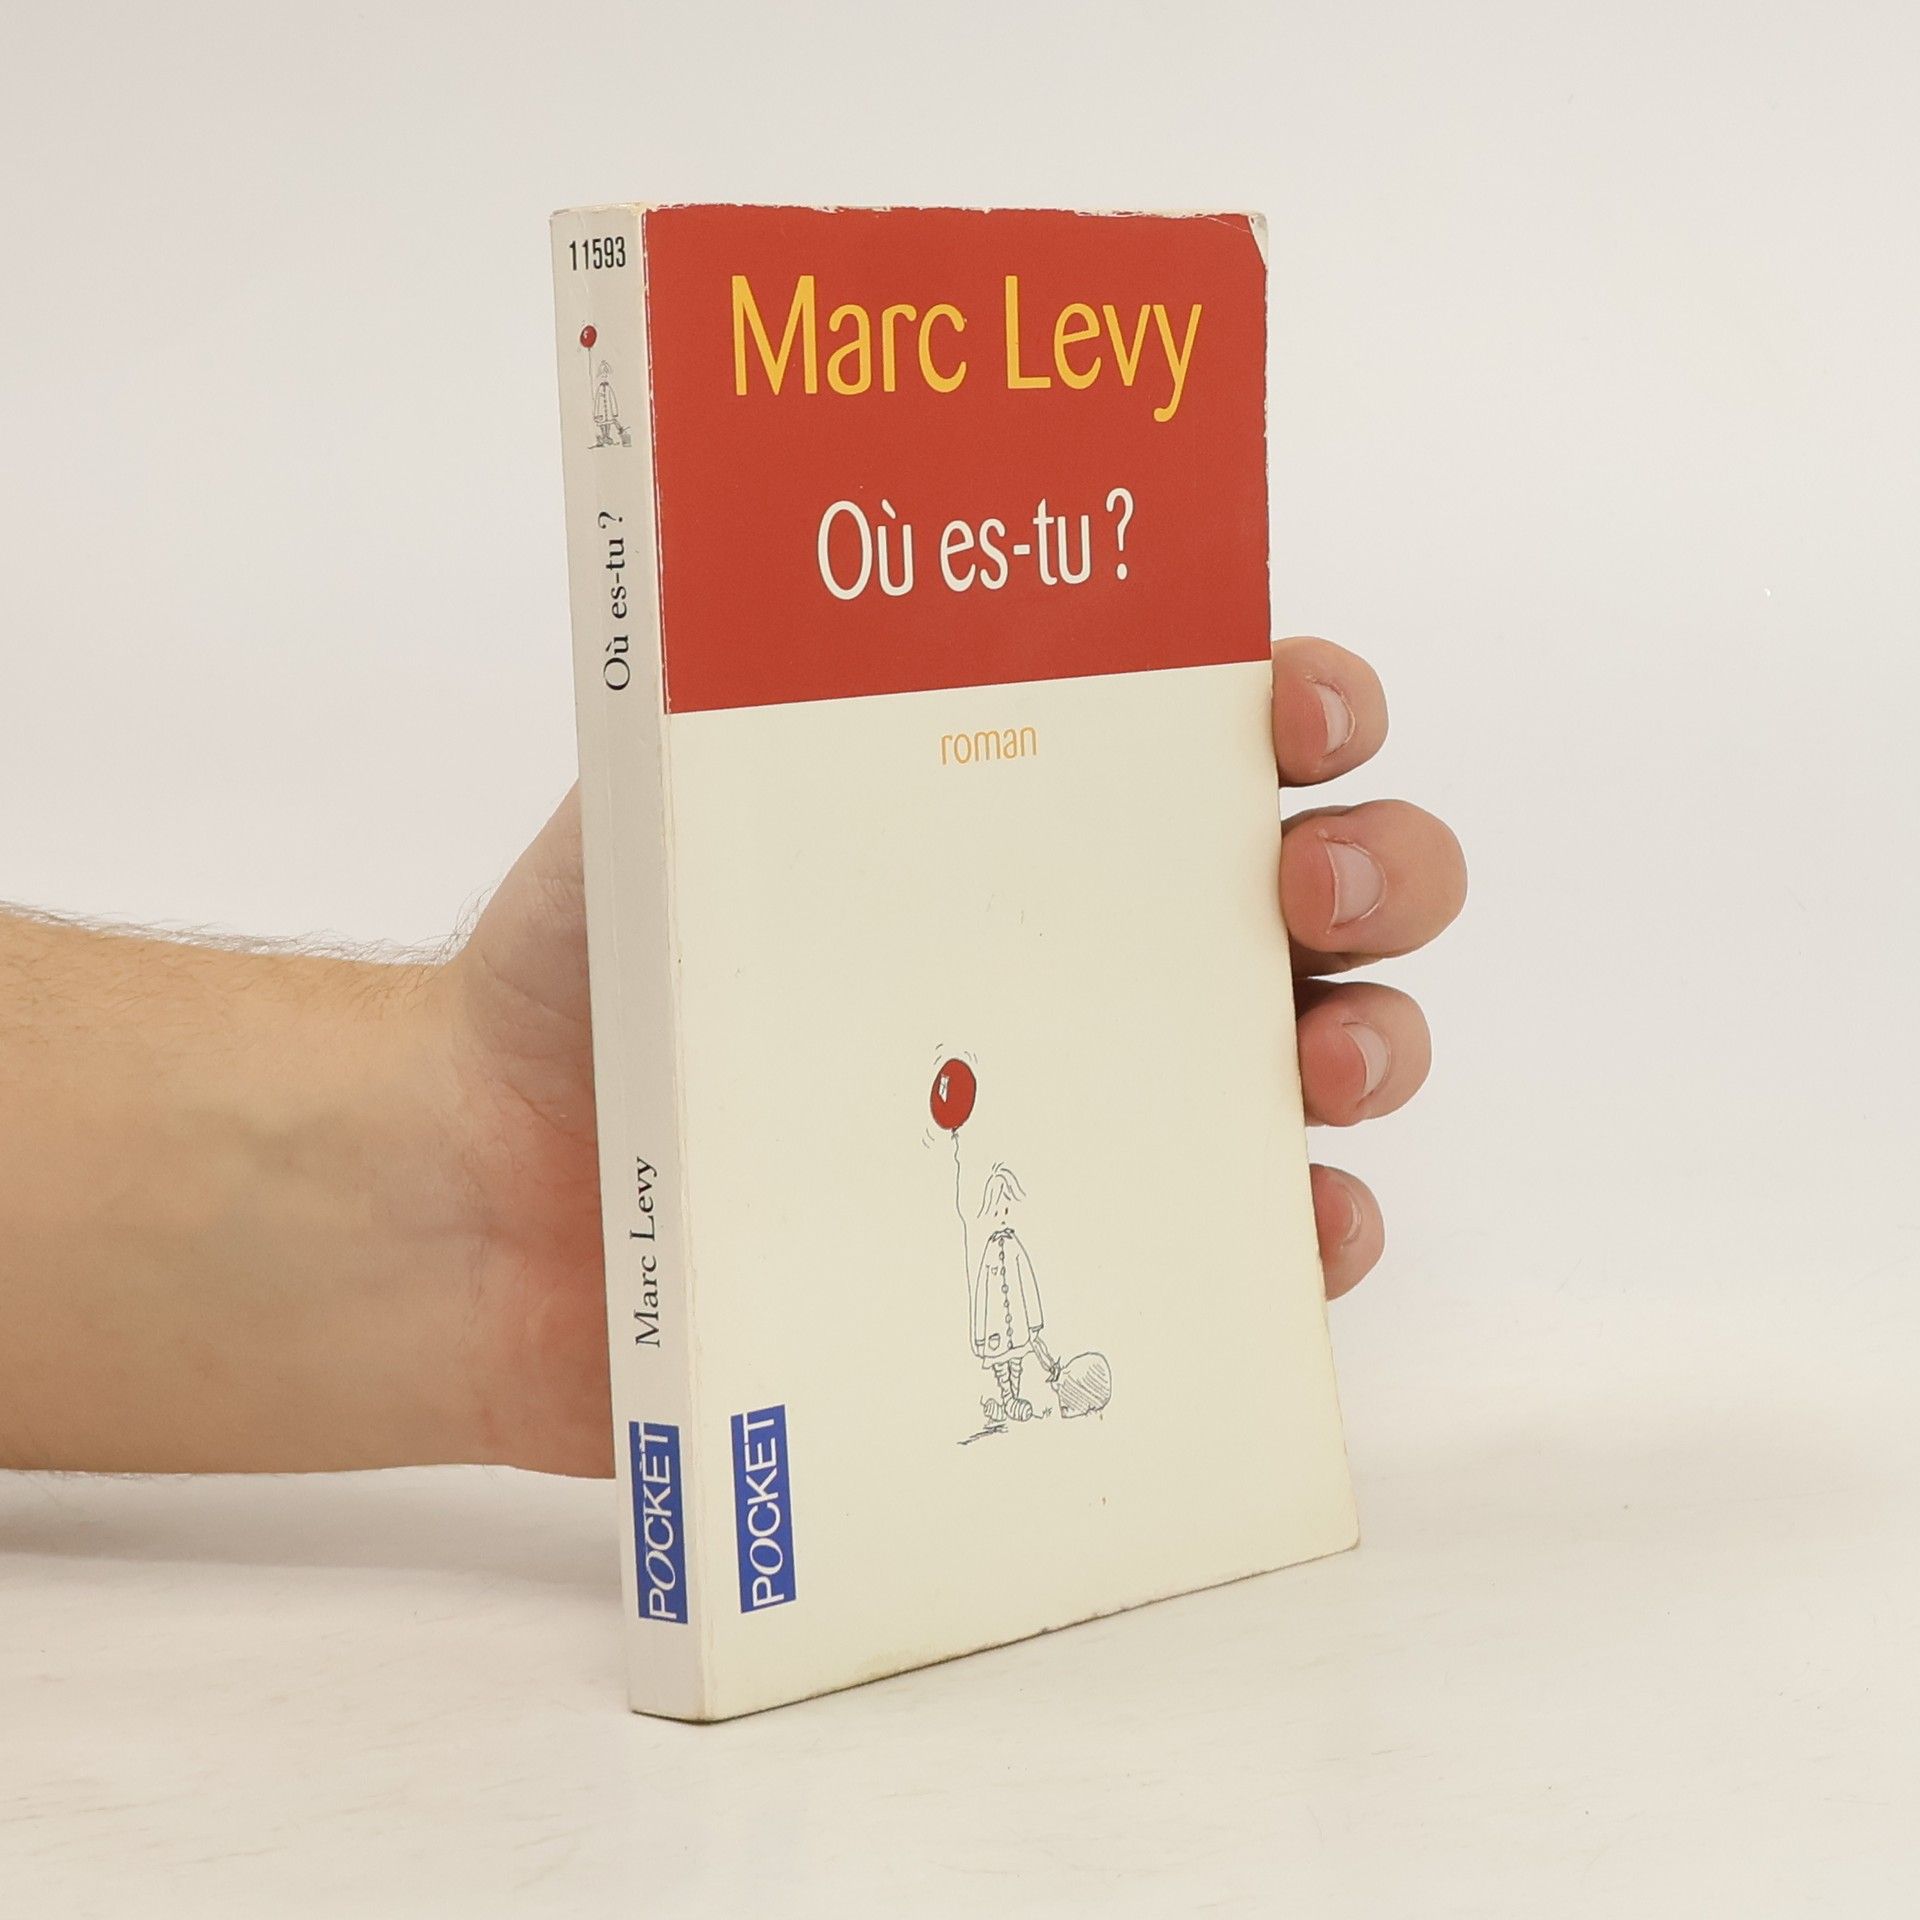 11593
Où es-tu ?
Marc Levy
POCKET
Marc Levy
Où es-tu ?
roman
POCKET